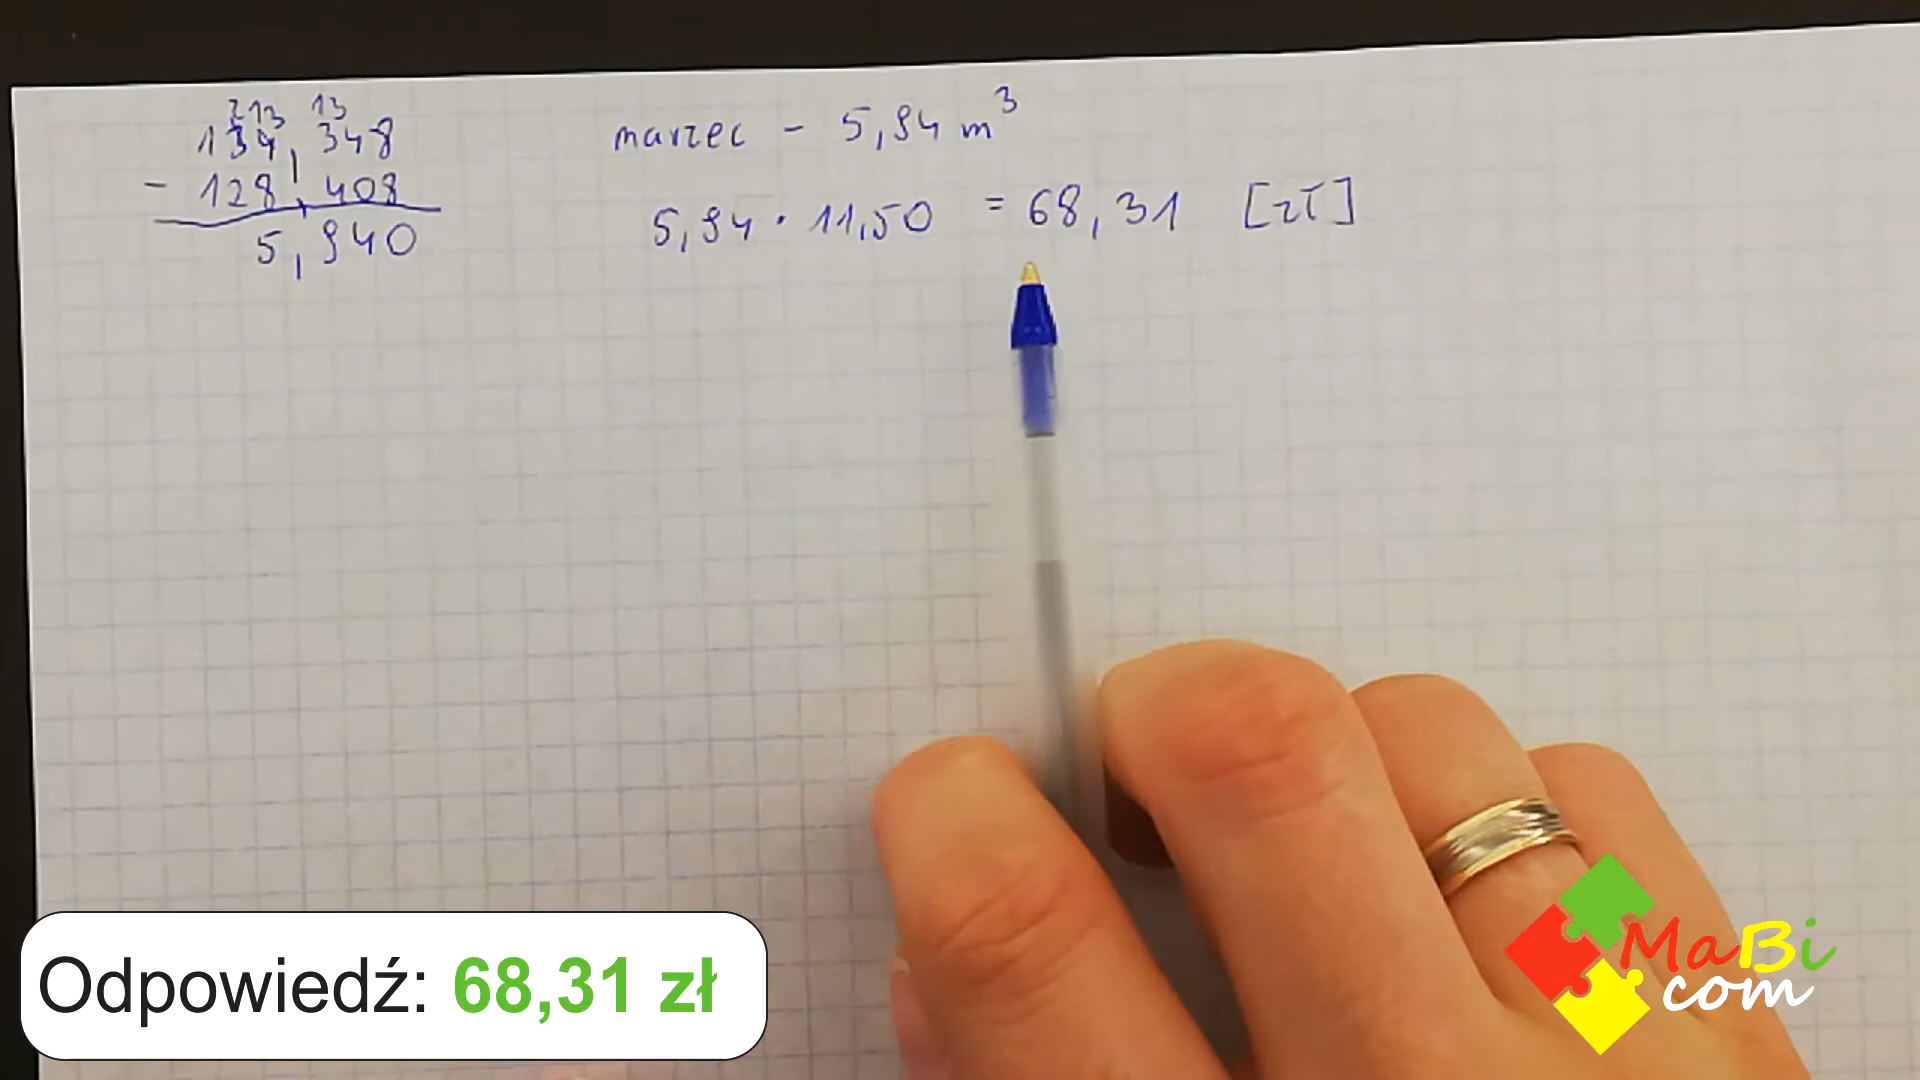 2 13 13
134,348
- 128,408
5,940
marzec - 5,94 m³
5,94 · 11,50 = 68,31 [zł]
Odpowiedź: 68,31 zł
MaBi
com